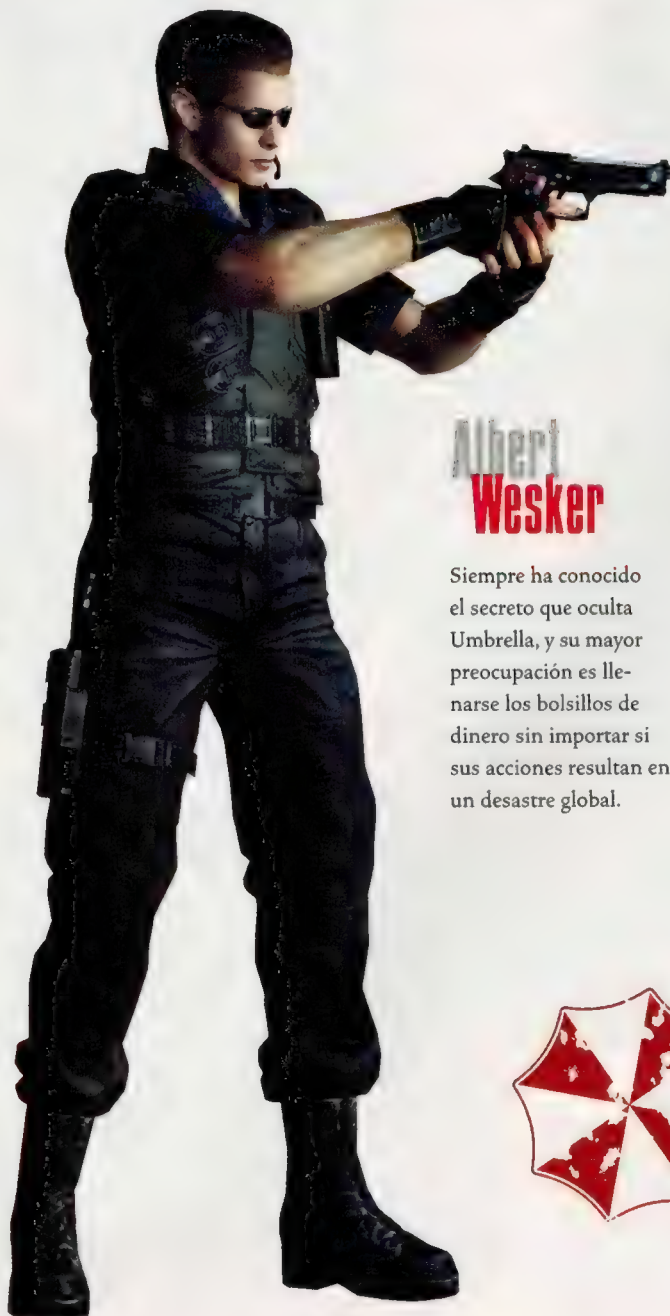 Albert
Wesker
Siempre ha conocido
el secreto que oculta
Umbrella, y su mayor
preocupación es lle-
narse los bolsillos de
dinero sin importar si
sus acciones resultan en
un desastre global.